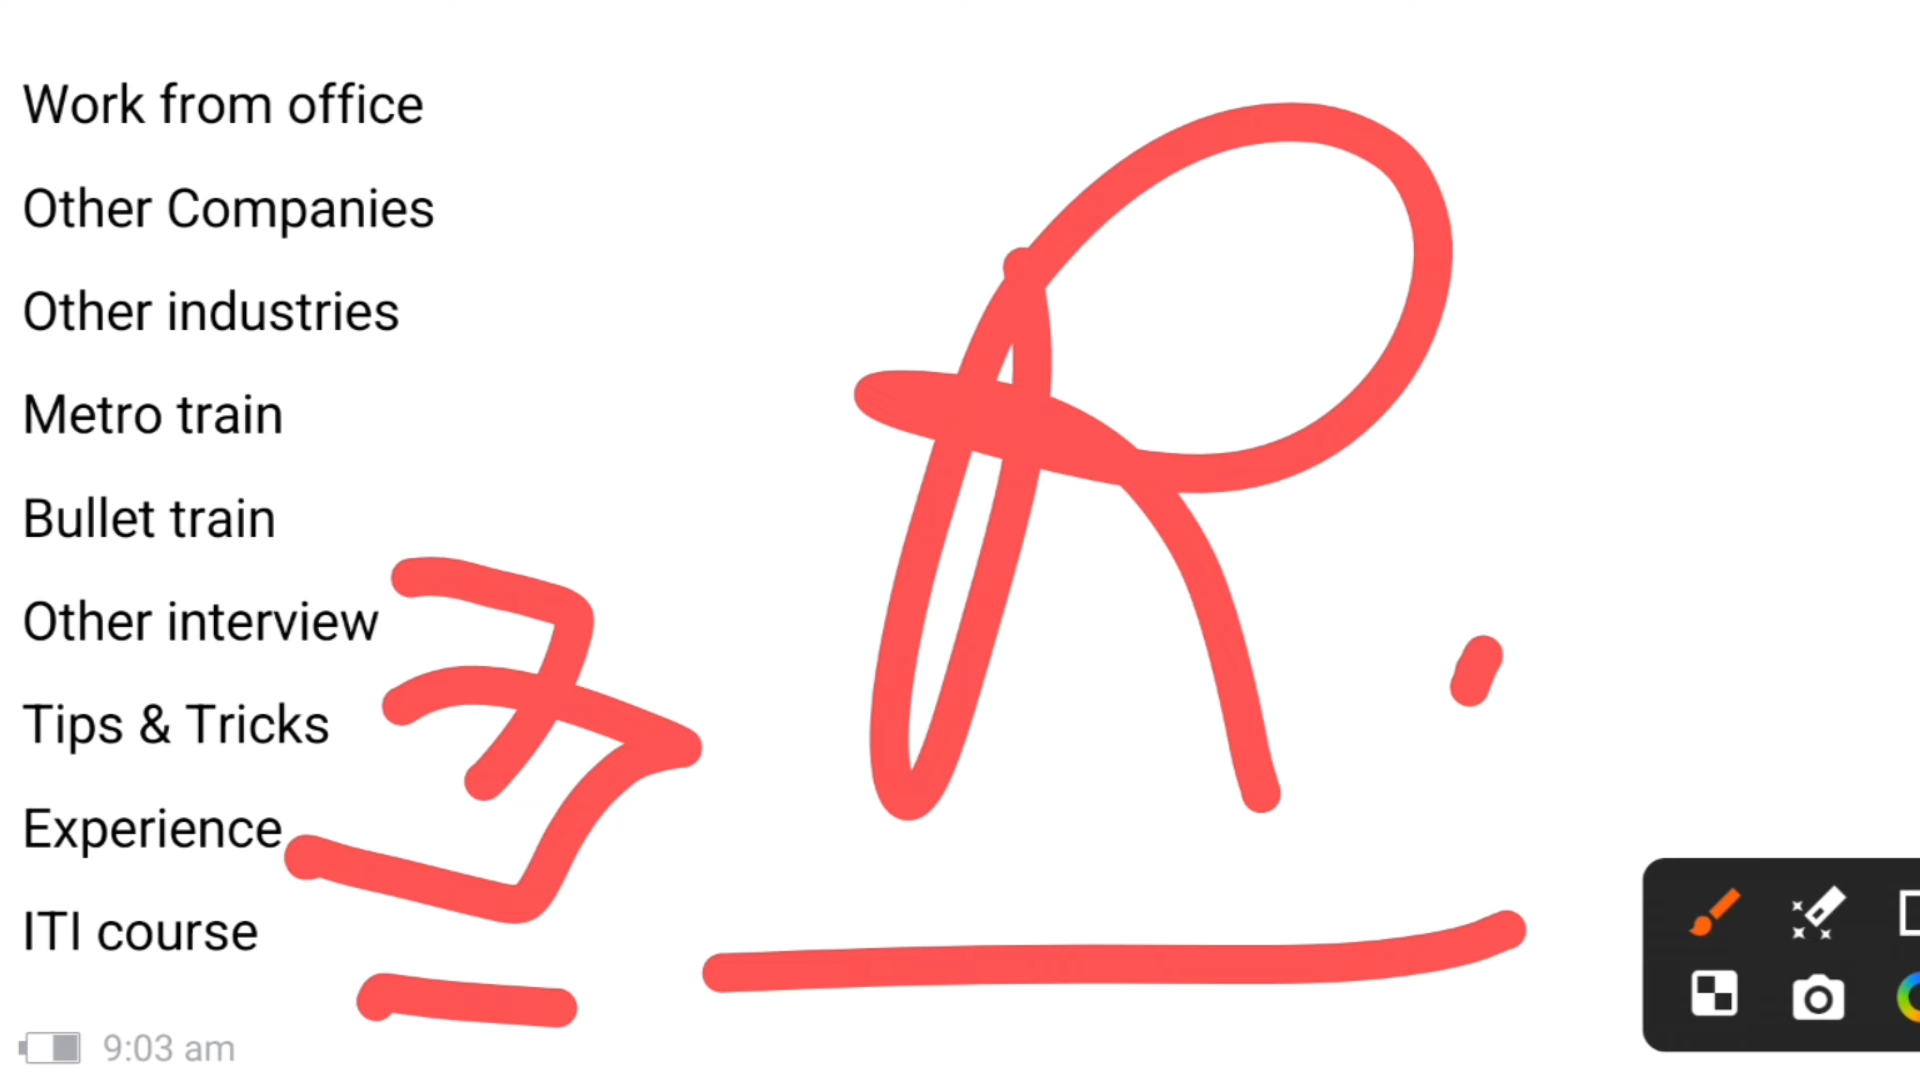 Work from office
Other Companies
Other industries
Metro train
Bullet train
Other interview
Tips & Tricks
Experience
ITI course
R.
9:03 am